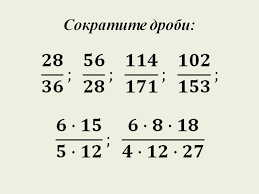 Сократите дроби:
28/36 ; 56/28 ; 114/171 ; 102/153 ;
6 · 15/5 · 12 ; 6 · 8 · 18/4 · 12 · 27